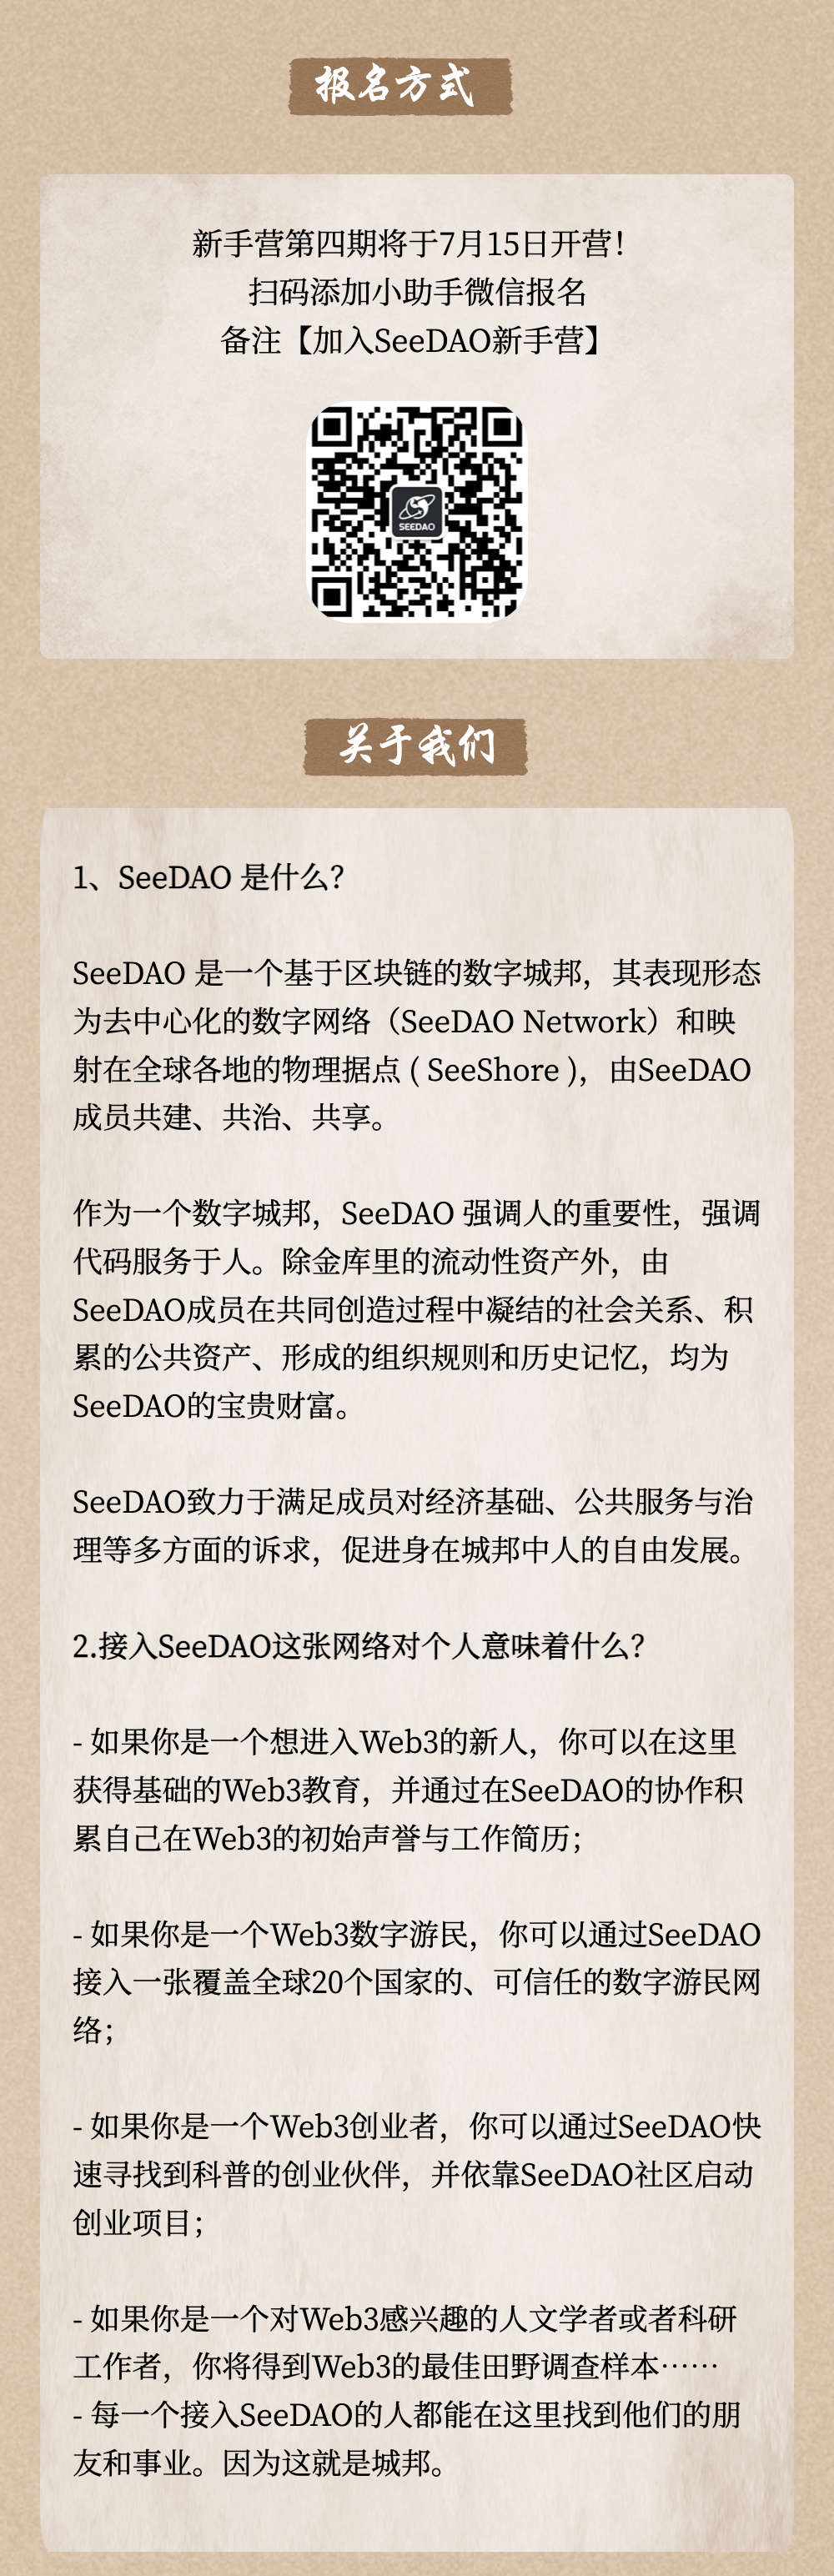 报名方式
新手营第四期将于7月15日开营！
扫码添加小助手微信报名
备注【加入SeeDAO新手营】
SEEDAO
关于我们
1、SeeDAO 是什么？
SeeDAO 是一个基于区块链的数字城邦，其表现形态
为去中心化的数字网络（SeeDAO Network）和映
射在全球各地的物理据点 ( SeeShore )，由SeeDAO
成员共建、共治、共享。
作为一个数字城邦，SeeDAO 强调人的重要性，强调
代码服务于人。除金库里的流动性资产外，由
SeeDAO成员在共同创造过程中凝结的社会关系、积
累的公共资产、形成的组织规则和历史记忆，均为
SeeDAO的宝贵财富。
SeeDAO致力于满足成员对经济基础、公共服务与治
理等多方面的诉求，促进身在城邦中人的自由发展。
2.接入SeeDAO这张网络对个人意味着什么？
- 如果你是一个想进入Web3的新人，你可以在这里
获得基础的Web3教育，并通过在SeeDAO的协作积
累自己在Web3的初始声誉与工作简历；
- 如果你是一个Web3数字游民，你可以通过SeeDAO
接入一张覆盖全球20个国家的、可信任的数字游民网
络；
- 如果你是一个Web3创业者，你可以通过SeeDAO快
速寻找到科普的创业伙伴，并依靠SeeDAO社区启动
创业项目；
- 如果你是一个对Web3感兴趣的人文学者或者科研
工作者，你将得到Web3的最佳田野调查样本……
- 每一个接入SeeDAO的人都能在这里找到他们的朋
友和事业。因为这就是城邦。